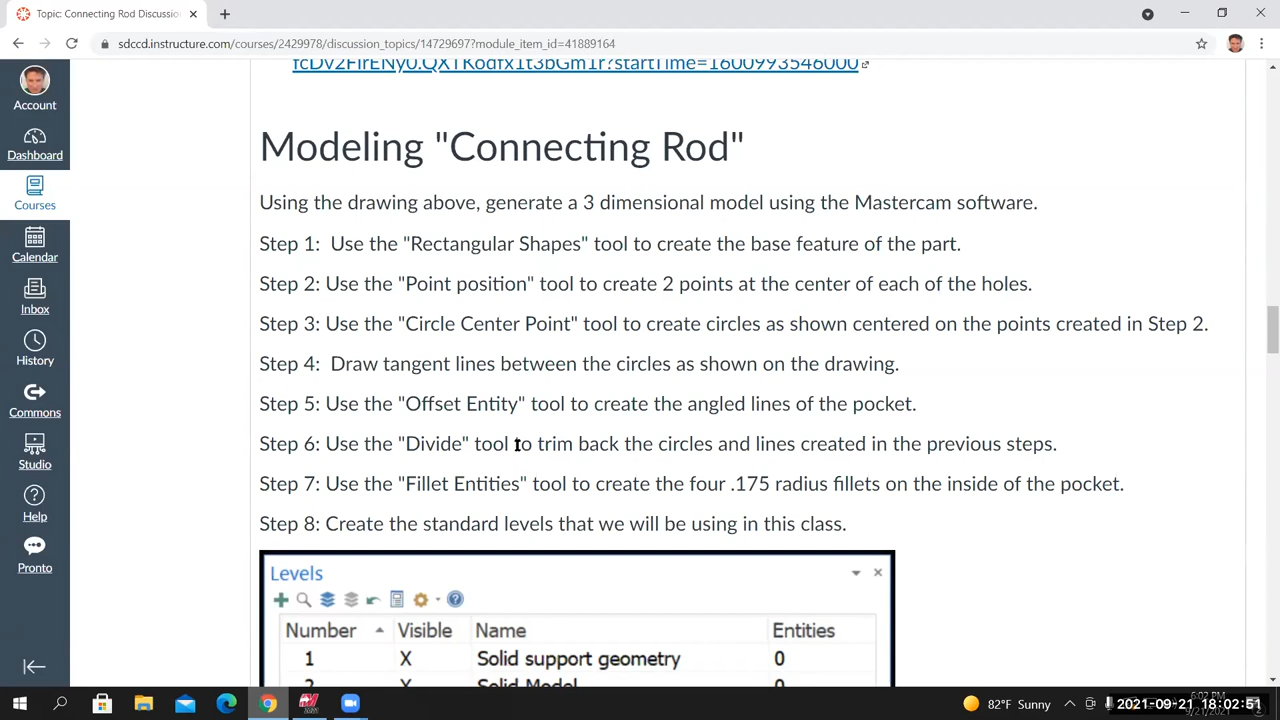 Topic: Connecting Rod Discussio
sdccd.instructure.com/courses/2429978/discussion_topics/14729697?module_item_id=41889164
Account
Dashboard
Courses
Calendar
Inbox
History
Commons
Studio
Help
Pronto
Modeling "Connecting Rod"
Using the drawing above, generate a 3 dimensional model using the Mastercam software.
Step 1: Use the "Rectangular Shapes" tool to create the base feature of the part.
Step 2: Use the "Point position" tool to create 2 points at the center of each of the holes.
Step 3: Use the "Circle Center Point" tool to create circles as shown centered on the points created in Step 2.
Step 4: Draw tangent lines between the circles as shown on the drawing.
Step 5: Use the "Offset Entity" tool to create the angled lines of the pocket.
Step 6: Use the "Divide" tool to trim back the circles and lines created in the previous steps.
Step 7: Use the "Fillet Entities" tool to create the four .175 radius fillets on the inside of the pocket.
Step 8: Create the standard levels that we will be using in this class.
Levels
Number Visible Name Entities
1 X Solid support geometry 0
2 X Solid Model 0
82°F Sunny
6:02 PM
2021-09-21 18:02:51
9/21/2021